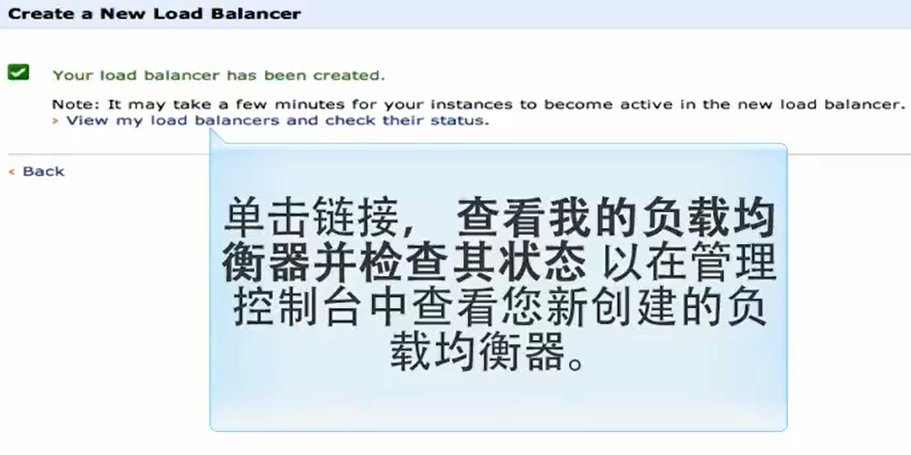 Create a New Load Balancer
Your load balancer has been created.
Note: It may take a few minutes for your instances to become active in the new load balancer.
> View my load balancers and check their status.
< Back
单击链接， 查看我的负载均
衡器并检查其状态 以在管理
控制台中查看您新创建的负
载均衡器。